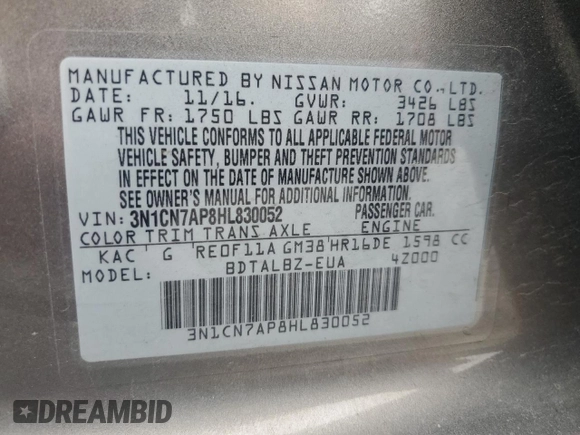 MANUFACTURED BY NISSAN MOTOR CO.,LTD.
DATE: 11/16. GVWR: 3426 LBS
GAWR FR: 1750 LBS GAWR RR: 1708 LBS
THIS VEHICLE CONFORMS TO ALL APPLICABLE FEDERAL MOTOR
VEHICLE SAFETY, BUMPER AND THEFT PREVENTION STANDARDS
IN EFFECT ON THE DATE OF MANUFACTURE SHOWN ABOVE.
SEE OWNER'S MANUAL FOR ADDITIONAL INFORMATION.
VIN: 3N1CN7AP8HL830052 PASSENGER CAR.
COLOR TRIM TRANS AXLE ENGINE
KAC G RE0F11A GM38 HR16DE 1598 CC
MODEL: BDTALBZ-EUA 4Z000
3N1CN7AP8HL830052
DREAMBID